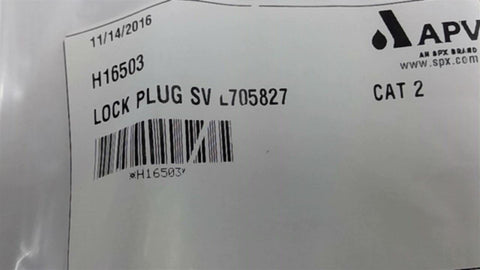 11/14/2016
APV
AN SPX BRAND
www.spx.com
H16503
LOCK PLUG SV L705827
CAT 2
*H16503*